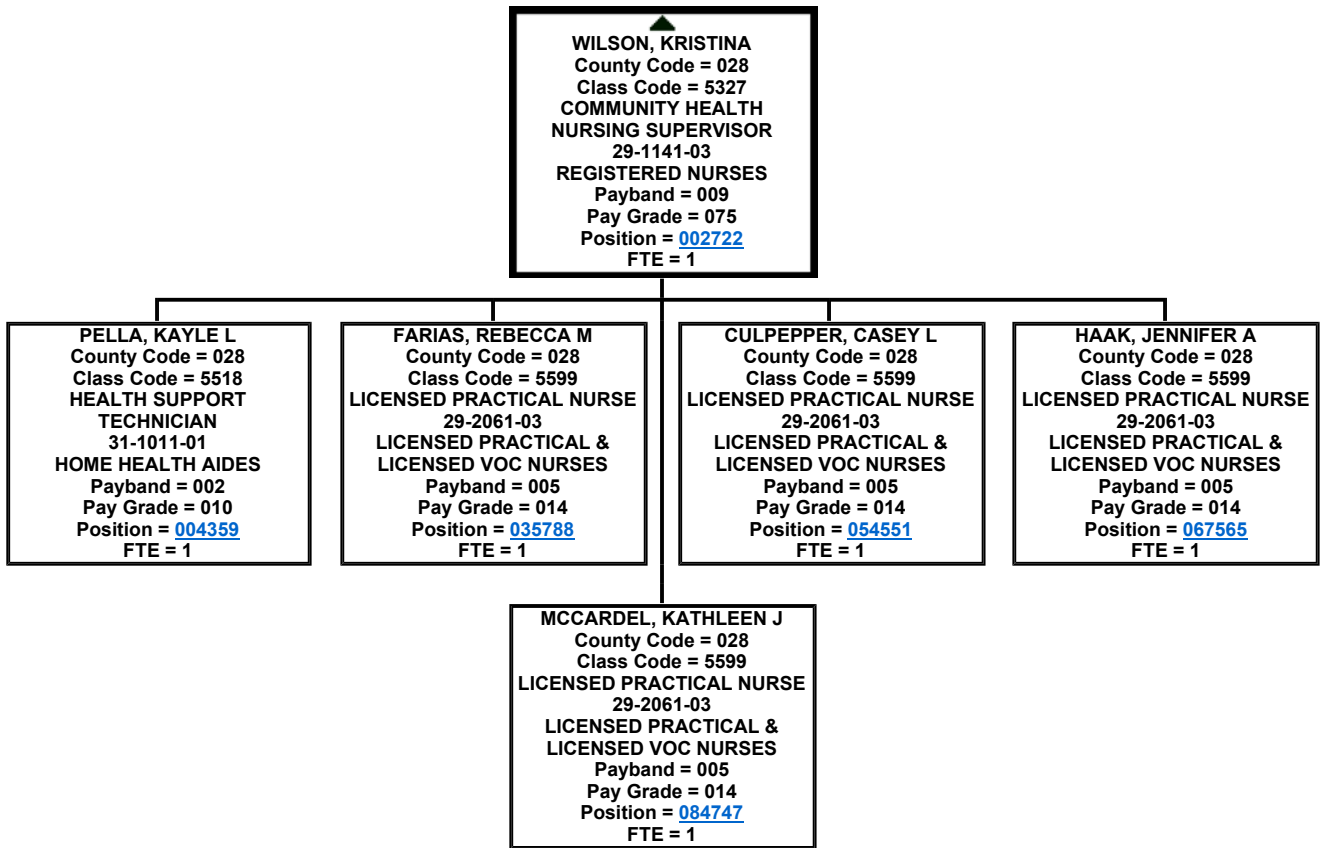 WILSON, KRISTINA
County Code = 028
Class Code = 5327
COMMUNITY HEALTH
NURSING SUPERVISOR
29-1141-03
REGISTERED NURSES
Payband = 009
Pay Grade = 075
Position = 002722
FTE = 1
PELLA, KAYLE L
County Code = 028
Class Code = 5518
HEALTH SUPPORT
TECHNICIAN
31-1011-01
HOME HEALTH AIDES
Payband = 002
Pay Grade = 010
Position = 004359
FTE = 1
FARIAS, REBECCA M
County Code = 028
Class Code = 5599
LICENSED PRACTICAL NURSE
29-2061-03
LICENSED PRACTICAL &
LICENSED VOC NURSES
Payband = 005
Pay Grade = 014
Position = 035788
FTE = 1
CULPEPPER, CASEY L
County Code = 028
Class Code = 5599
LICENSED PRACTICAL NURSE
29-2061-03
LICENSED PRACTICAL &
LICENSED VOC NURSES
Payband = 005
Pay Grade = 014
Position = 054551
FTE = 1
HAAK, JENNIFER A
County Code = 028
Class Code = 5599
LICENSED PRACTICAL NURSE
29-2061-03
LICENSED PRACTICAL &
LICENSED VOC NURSES
Payband = 005
Pay Grade = 014
Position = 067565
FTE = 1
MCCARDEL, KATHLEEN J
County Code = 028
Class Code = 5599
LICENSED PRACTICAL NURSE
29-2061-03
LICENSED PRACTICAL &
LICENSED VOC NURSES
Payband = 005
Pay Grade = 014
Position = 084747
FTE = 1